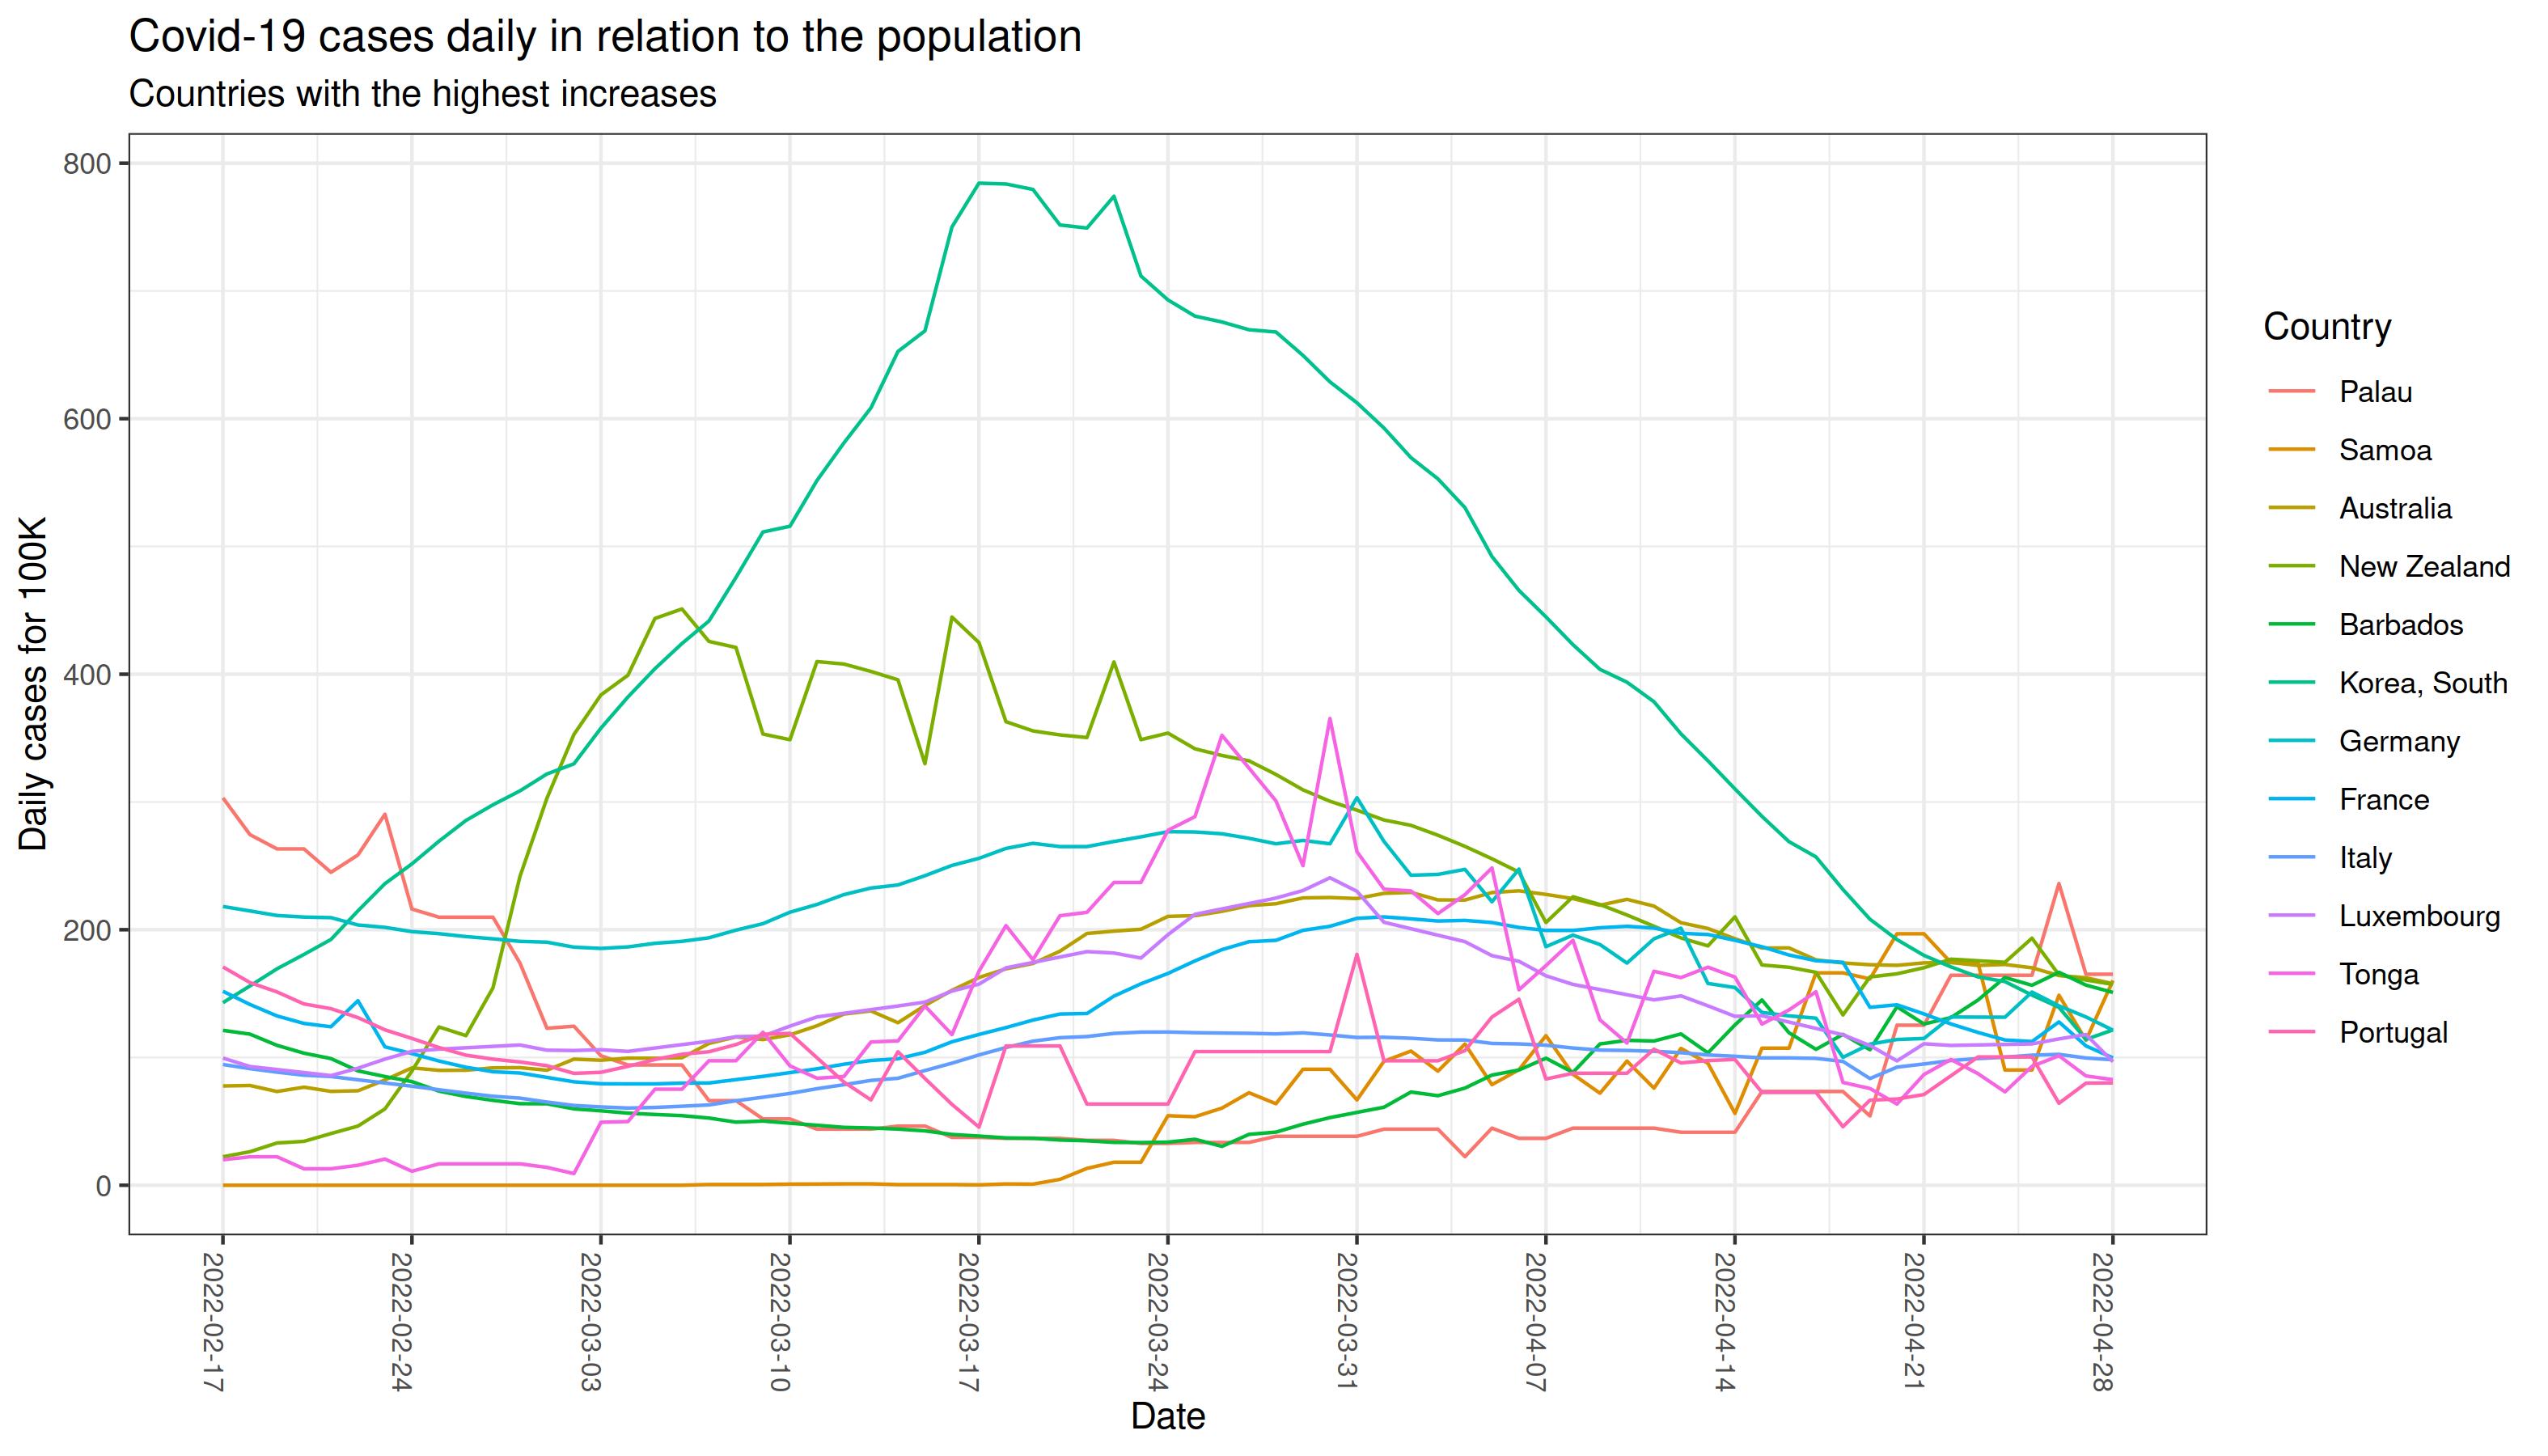 Covid-19 cases daily in relation to the population
Countries with the highest increases
Daily cases for 100K
800
600
400
200
0
2022-02-17
2022-02-24
2022-03-03
2022-03-10
2022-03-17
2022-03-24
2022-03-31
2022-04-07
2022-04-14
2022-04-21
2022-04-28
Date
Country
Palau
Samoa
Australia
New Zealand
Barbados
Korea, South
Germany
France
Italy
Luxembourg
Tonga
Portugal